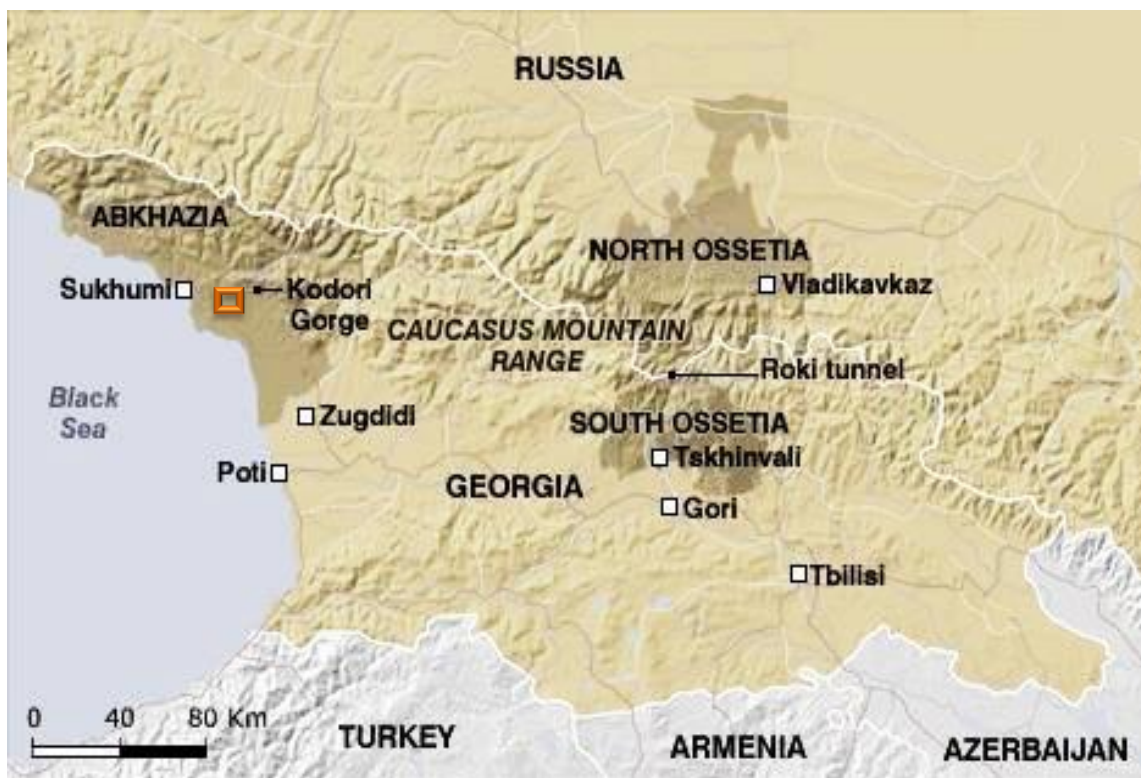 RUSSIA
ABKHAZIA
NORTH OSSETIA
Sukhumi
Kodori
Gorge
Vladikavkaz
CAUCASUS MOUNTAIN
RANGE
Roki tunnel
Black
Sea
Zugdidi
SOUTH OSSETIA
Tskhinvali
Poti
GEORGIA
Gori
Tbilisi
0 40 80 Km
TURKEY
ARMENIA
AZERBAIJAN